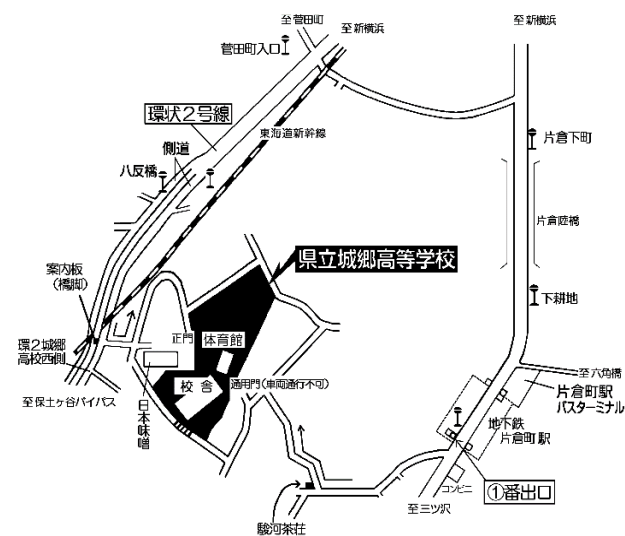 至菅田町
至新横浜
至新横浜
菅田町入口
環状2号線
東海道新幹線
側道
八反橋
片倉下町
片倉陸橋
県立城郷高等学校
案内板
(橋脚)
下耕地
正門
体育館
環2城郷
高校西側
至六角橋
校舎
通用門(車両通行不可)
片倉町駅
バスターミナル
至保土ヶ谷バイパス
日本味噌
地下鉄
片倉町駅
コンビニ
①番出口
至三ツ沢
駿河茶荘